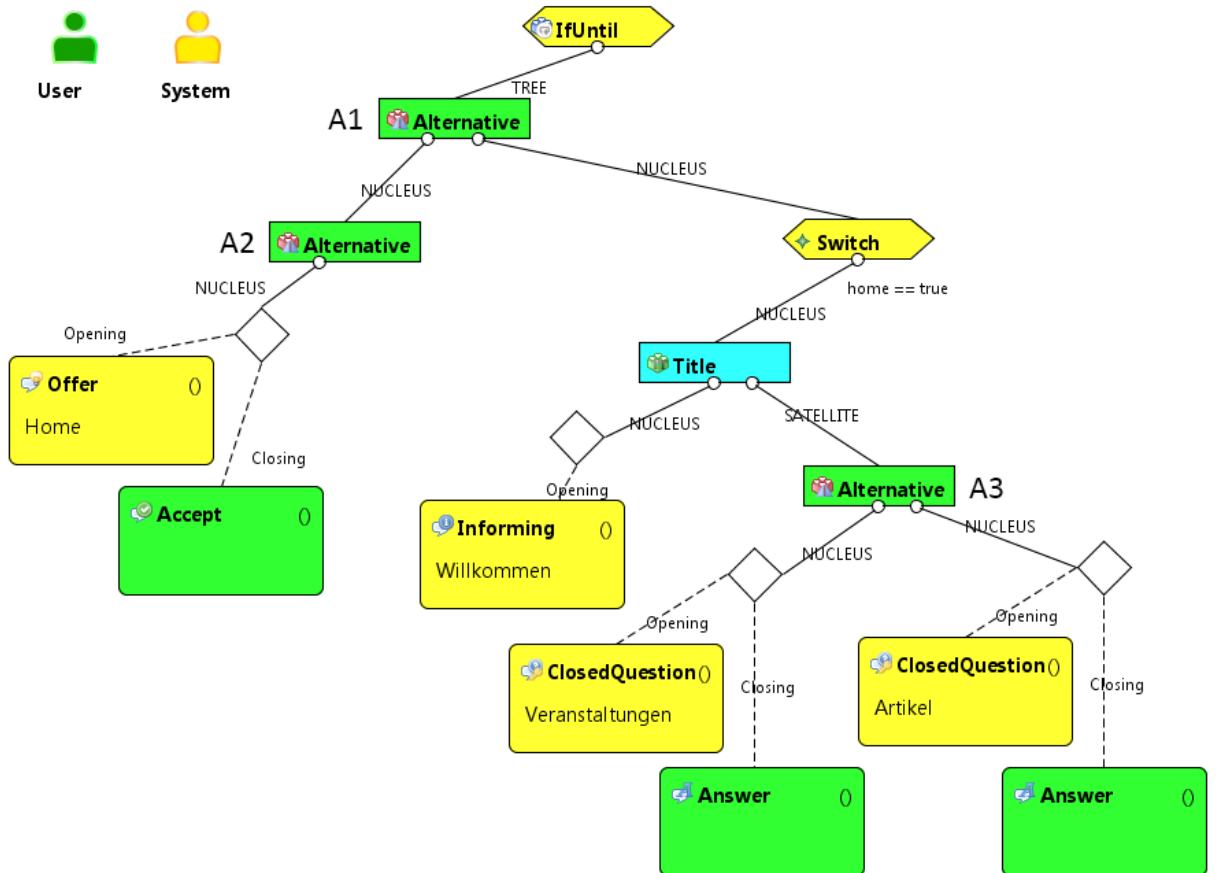 IfUntil
User
System
TREE
A1
Alternative
NUCLEUS
NUCLEUS
A2
Alternative
Switch
NUCLEUS
home == true
NUCLEUS
Opening
Title
Offer ()
Home
NUCLEUS
SATELLITE
Closing
Opening
Alternative
A3
Accept ()
Informing ()
Willkommen
NUCLEUS
NUCLEUS
Opening
Opening
ClosedQuestion ()
Veranstaltungen
ClosedQuestion ()
Artikel
Closing
Closing
Answer ()
Answer ()